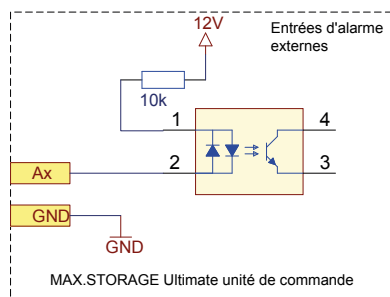 12V
Entrées d'alarme
externes
10k
1
4
2
3
Ax
GND
GND
MAX.STORAGE Ultimate unité de commande